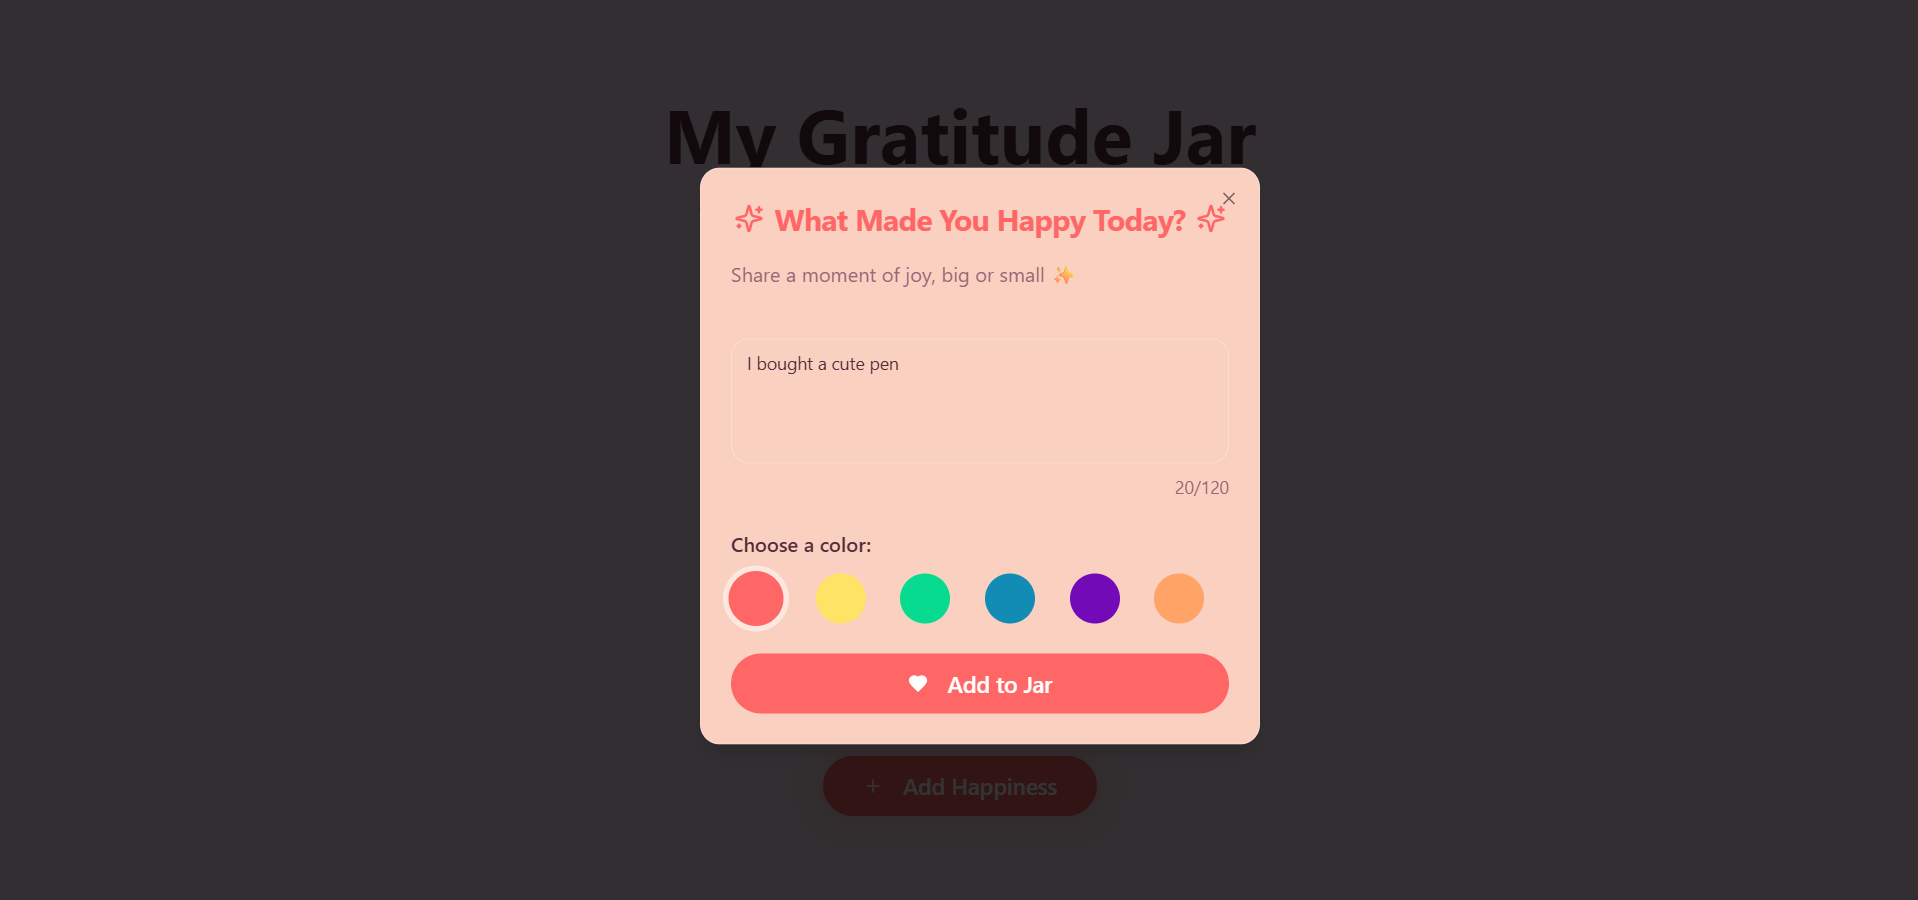 My Gratitude Jar
What Made You Happy Today?
Share a moment of joy, big or small ✨
I bought a cute pen
20/120
Choose a color:
Add to Jar
+ Add Happiness